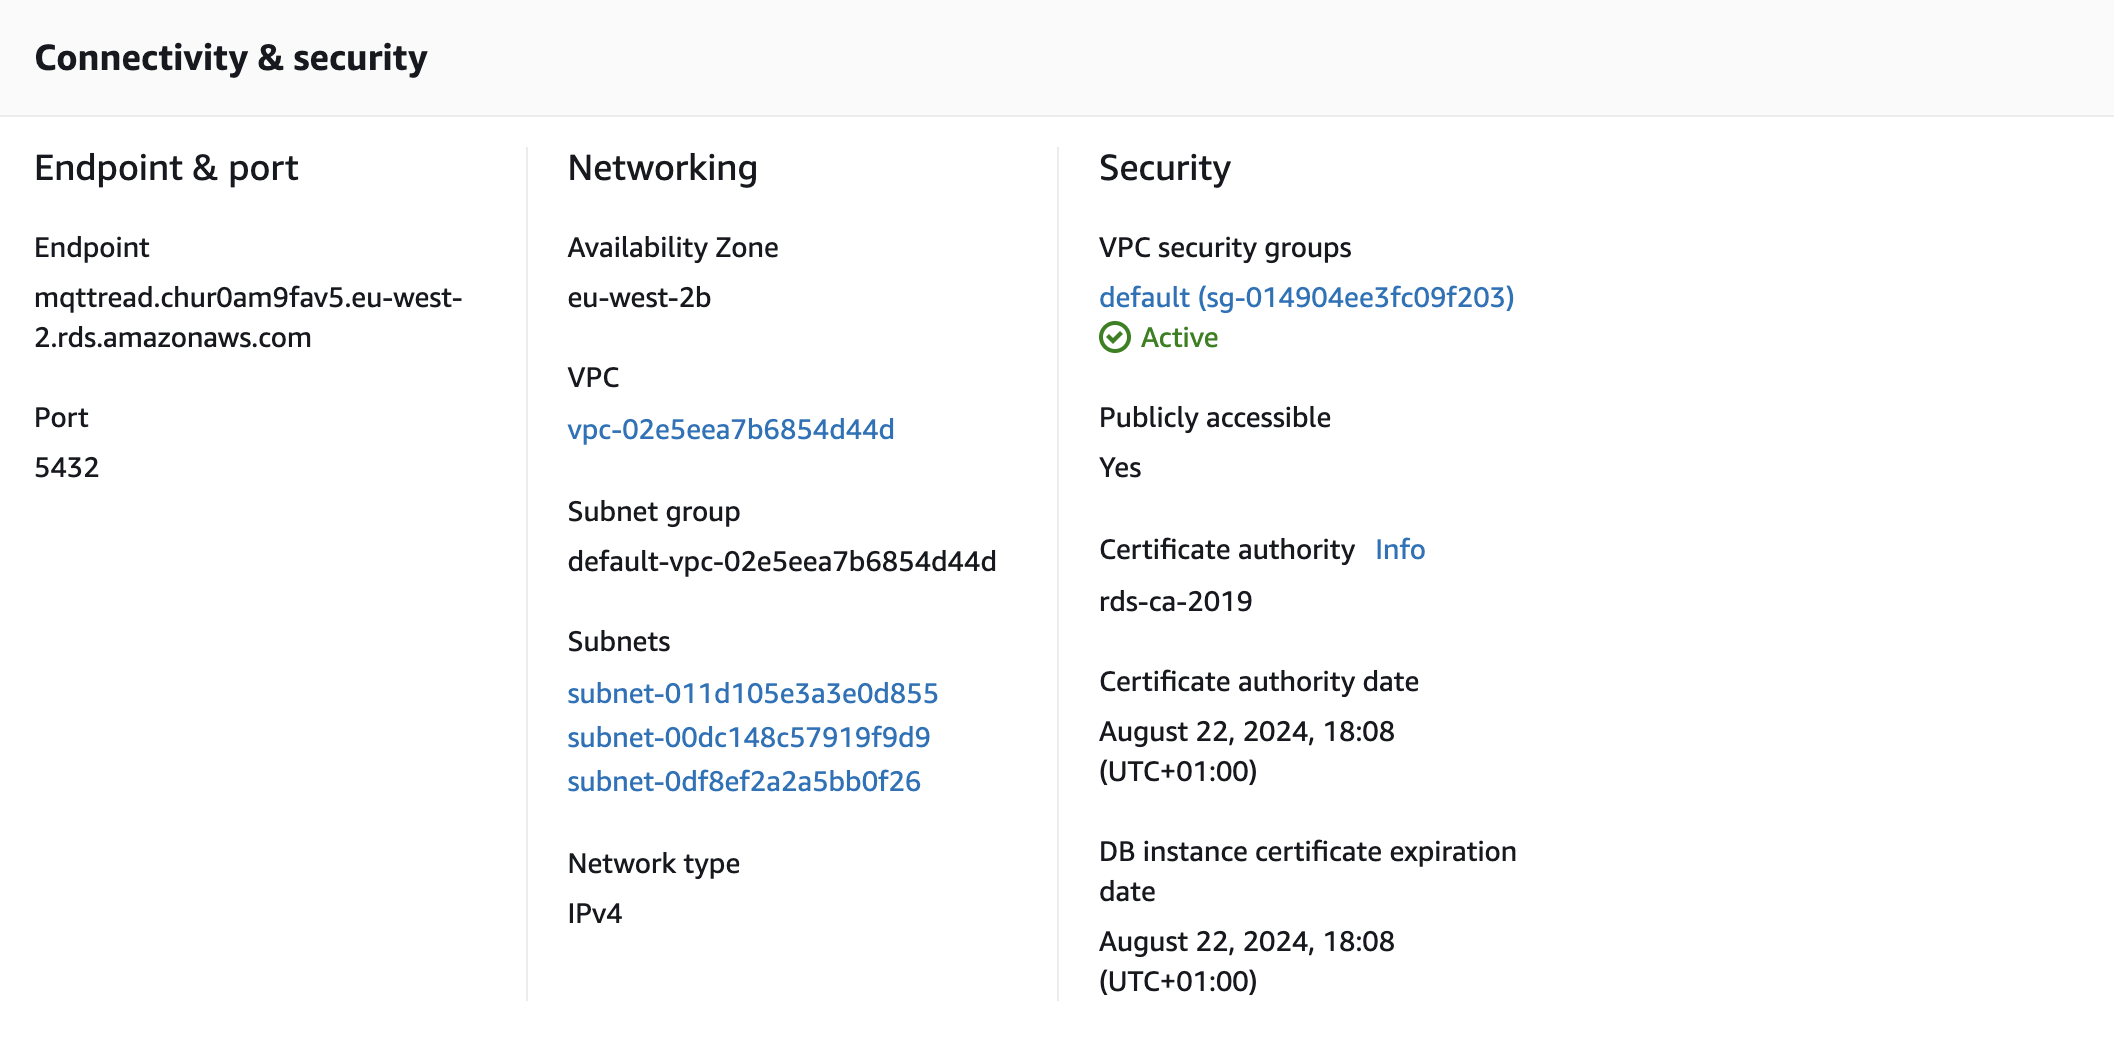 Connectivity & security
Endpoint & port
Endpoint
mqttread.chur0am9fav5.eu-west-
2.rds.amazonaws.com
Port
5432
Networking
Availability Zone
eu-west-2b
VPC
vpc-02e5eea7b6854d44d
Subnet group
default-vpc-02e5eea7b6854d44d
Subnets
subnet-011d105e3a3e0d855
subnet-00dc148c57919f9d9
subnet-0df8ef2a2a5bb0f26
Network type
IPv4
Security
VPC security groups
default (sg-014904ee3fc09f203)
Active
Publicly accessible
Yes
Certificate authority Info
rds-ca-2019
Certificate authority date
August 22, 2024, 18:08
(UTC+01:00)
DB instance certificate expiration
date
August 22, 2024, 18:08
(UTC+01:00)